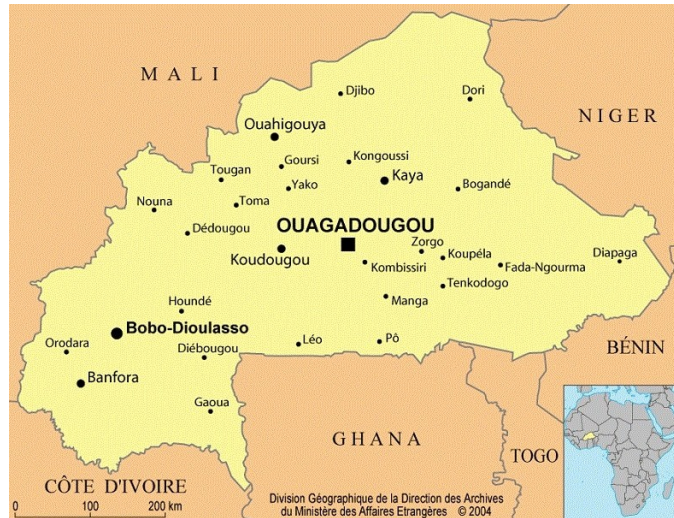 MALI
Djibo
Dori
NIGER
Ouahigouya
Goursi
Kongoussi
Tougan
Yako
Kaya
Bogandé
Nouna
Toma
Dédougou
OUAGADOUGOU
Zorgo
Koupéla
Diapaga
Koudougou
Kombissiri
Fada-Ngourma
Tenkodogo
Houndé
Manga
Bobo-Dioulasso
Orodara
Diébougou
Léo
Pô
BÉNIN
Banfora
Gaoua
GHANA
TOGO
CÔTE D'IVOIRE
Division Géographique de la Direction des Archives
du Ministère des Affaires Etrangères © 2004
0 100 200 km